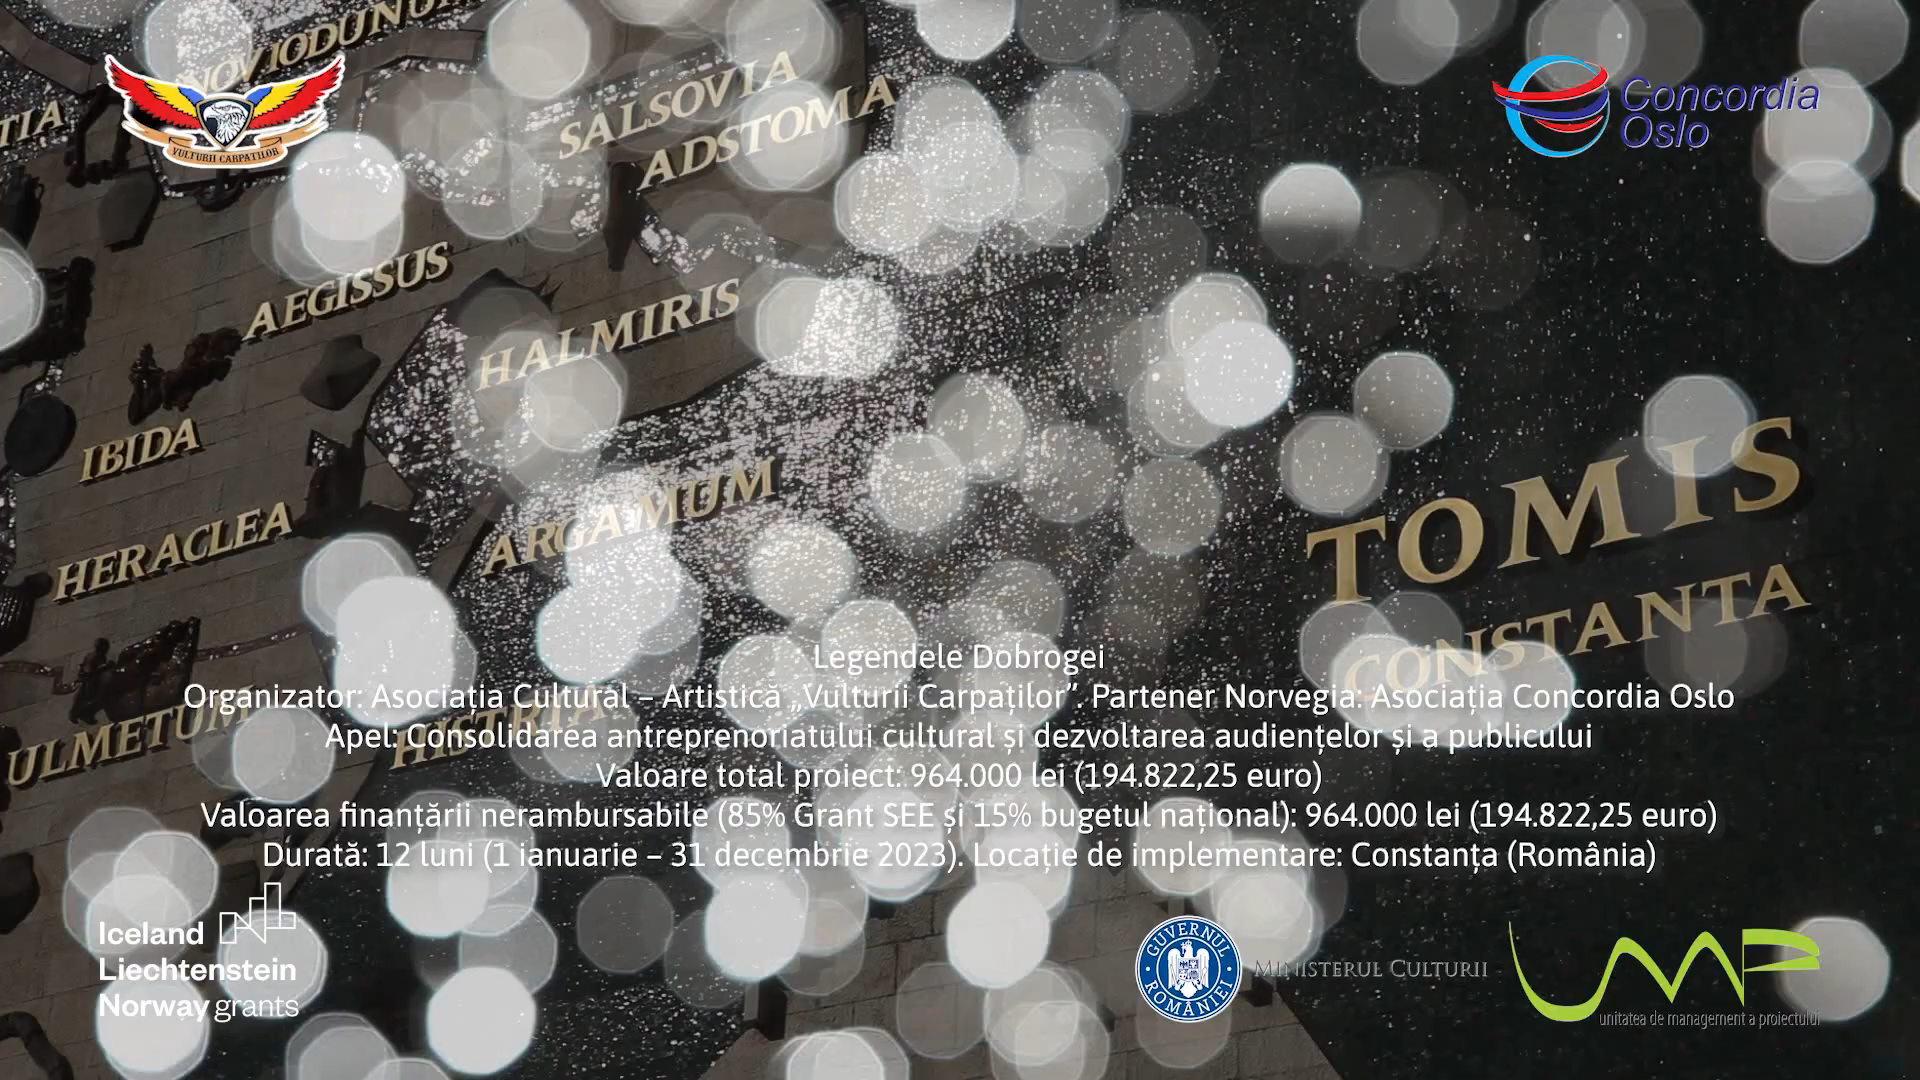 NOVIODUNUM
TIA
VULTURII CARPAȚILOR
SALSOVIA
ADSTOMA
Concordia
Oslo
AEGISSUS
HALMIRIS
IBIDA
HERACLEA
ARGAMUM
TOMIS
CONSTANTA
ULMETUM
HISTRIA
Legendele Dobrogei
Organizator: Asociația Cultural – Artistică „Vulturii Carpaților”. Partener Norvegia: Asociația Concordia Oslo
Apel: Consolidarea antreprenoriatului cultural și dezvoltarea audiențelor și a publicului
Valoare total proiect: 964.000 lei (194.822,25 euro)
Valoarea finanțării nerambursabile (85% Grant SEE și 15% bugetul național): 964.000 lei (194.822,25 euro)
Durată: 12 luni (1 ianuarie – 31 decembrie 2023). Locație de implementare: Constanța (România)
Iceland
Liechtenstein
Norway grants
GUVERNUL ROMÂNIEI
MINISTERUL CULTURII
UMP
unitatea de management a proiectului